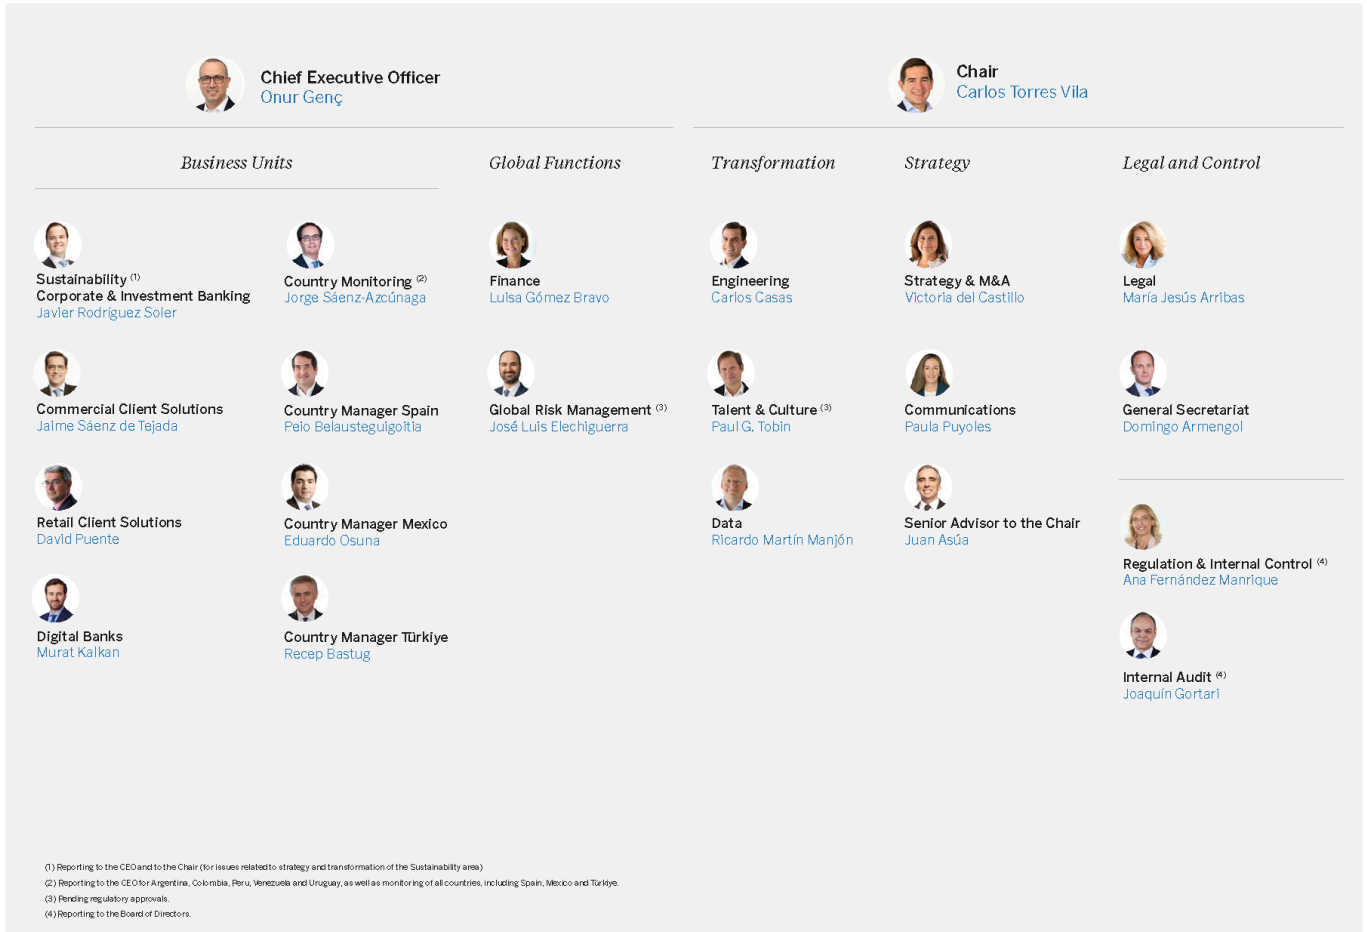 Chief Executive Officer
Onur Genç
Chair
Carlos Torres Vila
Business Units
Global Functions
Transformation
Strategy
Legal and Control
Sustainability (1)
Corporate & Investment Banking
Javier Rodríguez Soler
Country Monitoring (2)
Jorge Sáenz-Azcúnaga
Finance
Luisa Gómez Bravo
Engineering
Carlos Casas
Strategy & M&A
Victoria del Castillo
Legal
María Jesús Arribas
Commercial Client Solutions
Jaime Sáenz de Tejada
Country Manager Spain
Peio Belausteguigoitia
Global Risk Management (3)
José Luis Elechiguerra
Talent & Culture (3)
Paul G. Tobin
Communications
Paula Puyoles
General Secretariat
Domingo Armengol
Retail Client Solutions
David Puente
Country Manager Mexico
Eduardo Osuna
Data
Ricardo Martín Manjón
Senior Advisor to the Chair
Juan Asúa
Regulation & Internal Control (4)
Ana Fernández Manrique
Digital Banks
Murat Kalkan
Country Manager Türkiye
Recep Bastug
Internal Audit (4)
Joaquín Gortari
(1) Reporting to the CEO and to the Chair (for issues related to strategy and transformation of the Sustainability area)
(2) Reporting to the CEO for Argentina, Colombia, Peru, Venezuela and Uruguay, as well as monitoring of all countries, including Spain, Mexico and Türkiye.
(3) Pending regulatory approvals.
(4) Reporting to the Board of Directors.